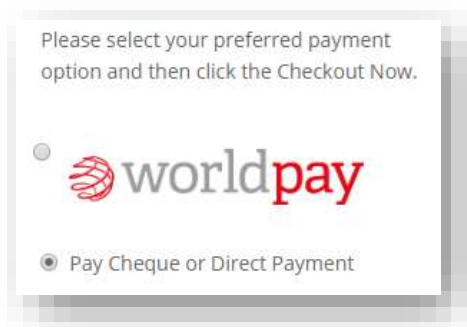 Please select your preferred payment
option and then click the Checkout Now.
worldpay
Pay Cheque or Direct Payment